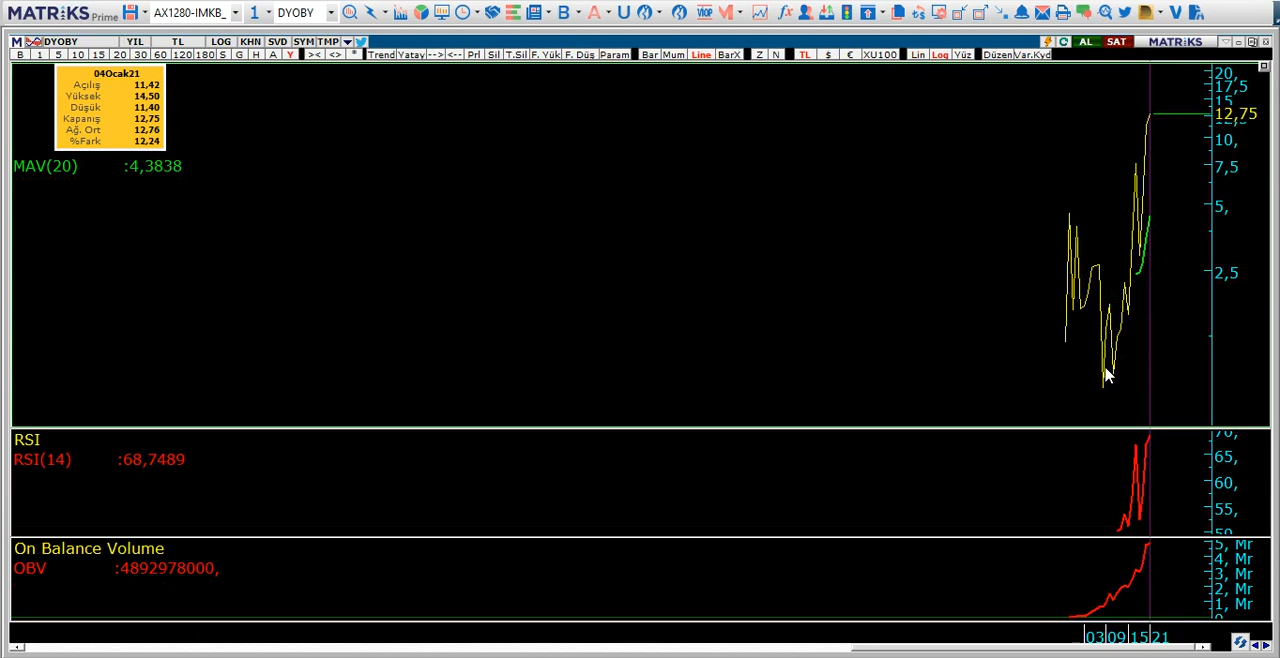 MATRIKS Prime AX1280-IMKB_ 1 DYOBY B A U VIOP M fx V
M DYOBY YIL TL LOG KHN SVD SYM TMP C AL SAT MATRIKS
B 1 5 10 15 20 30 60 120 180 S G H A Y >< <> * Trend Yatay --> <-- Prl Sil T.Sil F. Yük F. Düş Param Bar Mum Line BarX Z N TL $ € XU100 Lin Log Yüz Düzen Var.Kyd
04Ocak21
Açılış 11,42
Yüksek 14,50
Düşük 11,40
Kapanış 12,75
Ağ. Ort 12,76
%Fark 12,24
MAV(20) :4,3838
20,
17,5
15
12,75
10,
7,5
5,
2,5
RSI
RSI(14) :68,7489
70,
65,
60,
55,
50
On Balance Volume
OBV :4892978000,
5, Mr
4, Mr
3, Mr
2, Mr
1, Mr
0
03 09 15 21